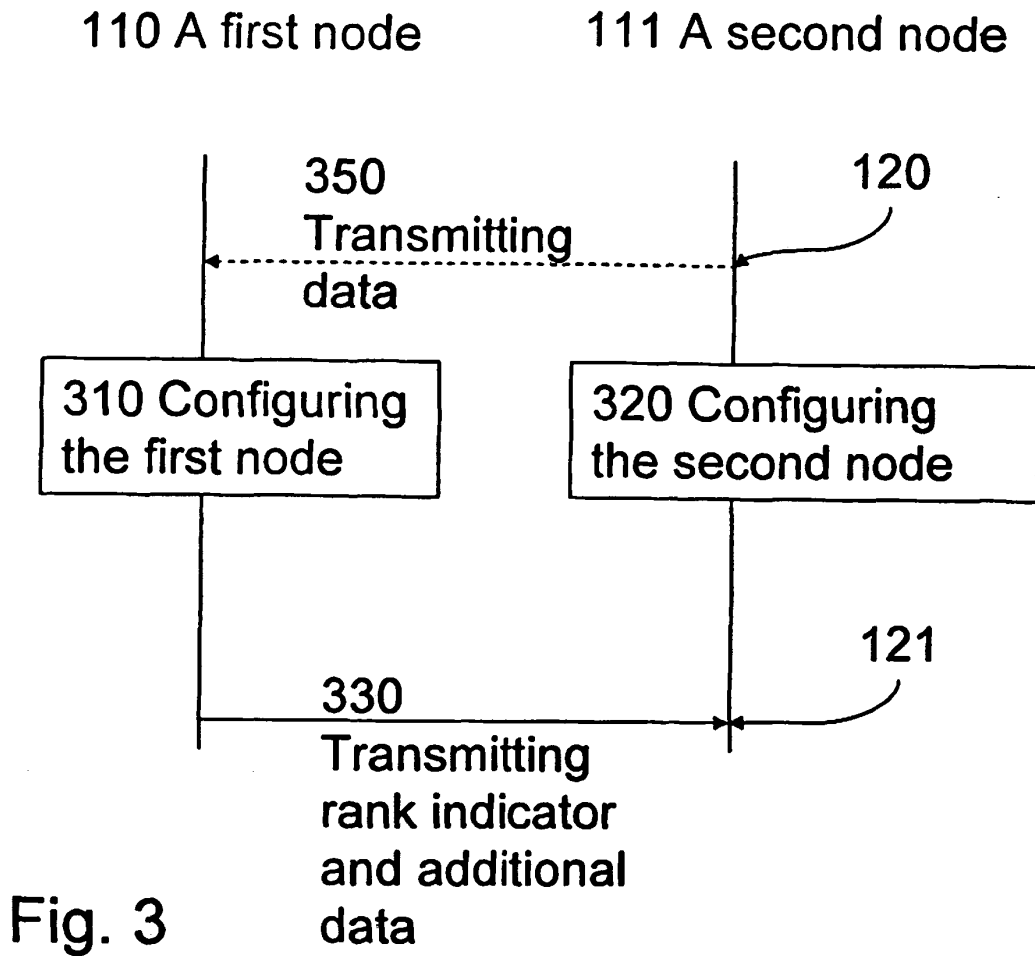 110 A first node 111 A second node
350
Transmitting
data
120
310 Configuring
the first node
320 Configuring
the second node
121
330
Transmitting
rank indicator
and additional
data
Fig. 3